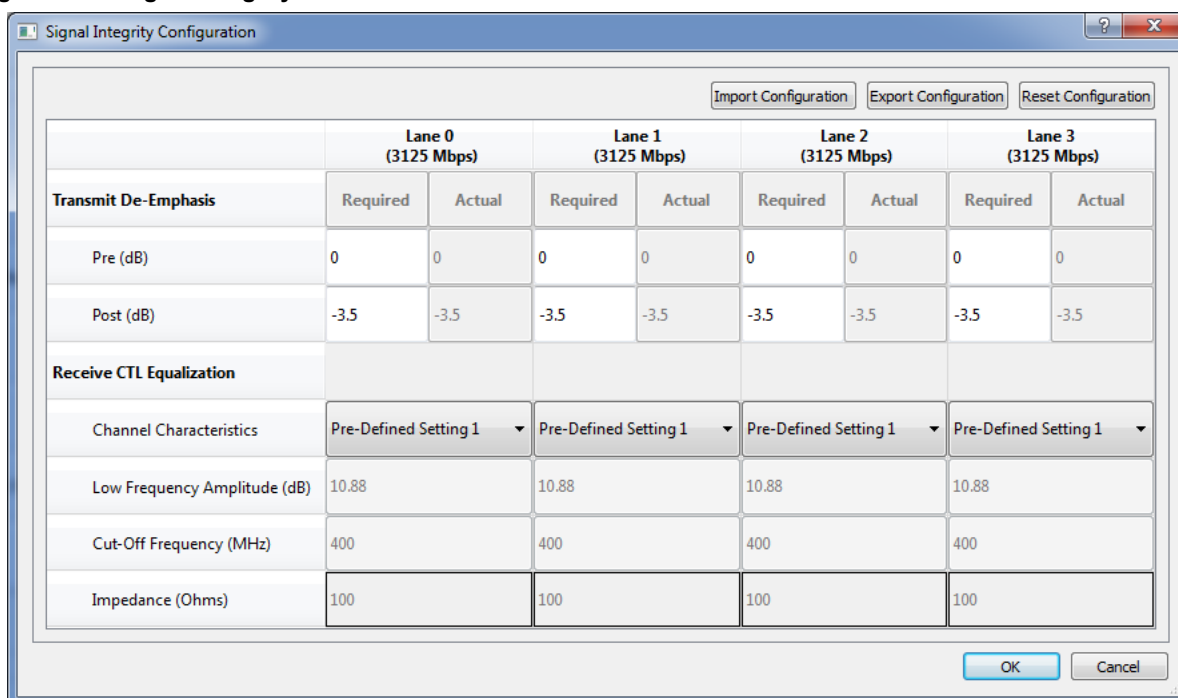 Signal Integrity Configuration
?
X
Import Configuration Export Configuration Reset Configuration
Lane 0 Lane 1 Lane 2 Lane 3
(3125 Mbps) (3125 Mbps) (3125 Mbps) (3125 Mbps)
Transmit De-Emphasis Required Actual Required Actual Required Actual Required Actual
Pre (dB) 0 0 0 0 0 0 0 0
Post (dB) -3.5 -3.5 -3.5 -3.5 -3.5 -3.5 -3.5 -3.5
Receive CTL Equalization
Channel Characteristics Pre-Defined Setting 1 Pre-Defined Setting 1 Pre-Defined Setting 1 Pre-Defined Setting 1
Low Frequency Amplitude (dB) 10.88 10.88 10.88 10.88
Cut-Off Frequency (MHz) 400 400 400 400
Impedance (Ohms) 100 100 100 100
OK Cancel